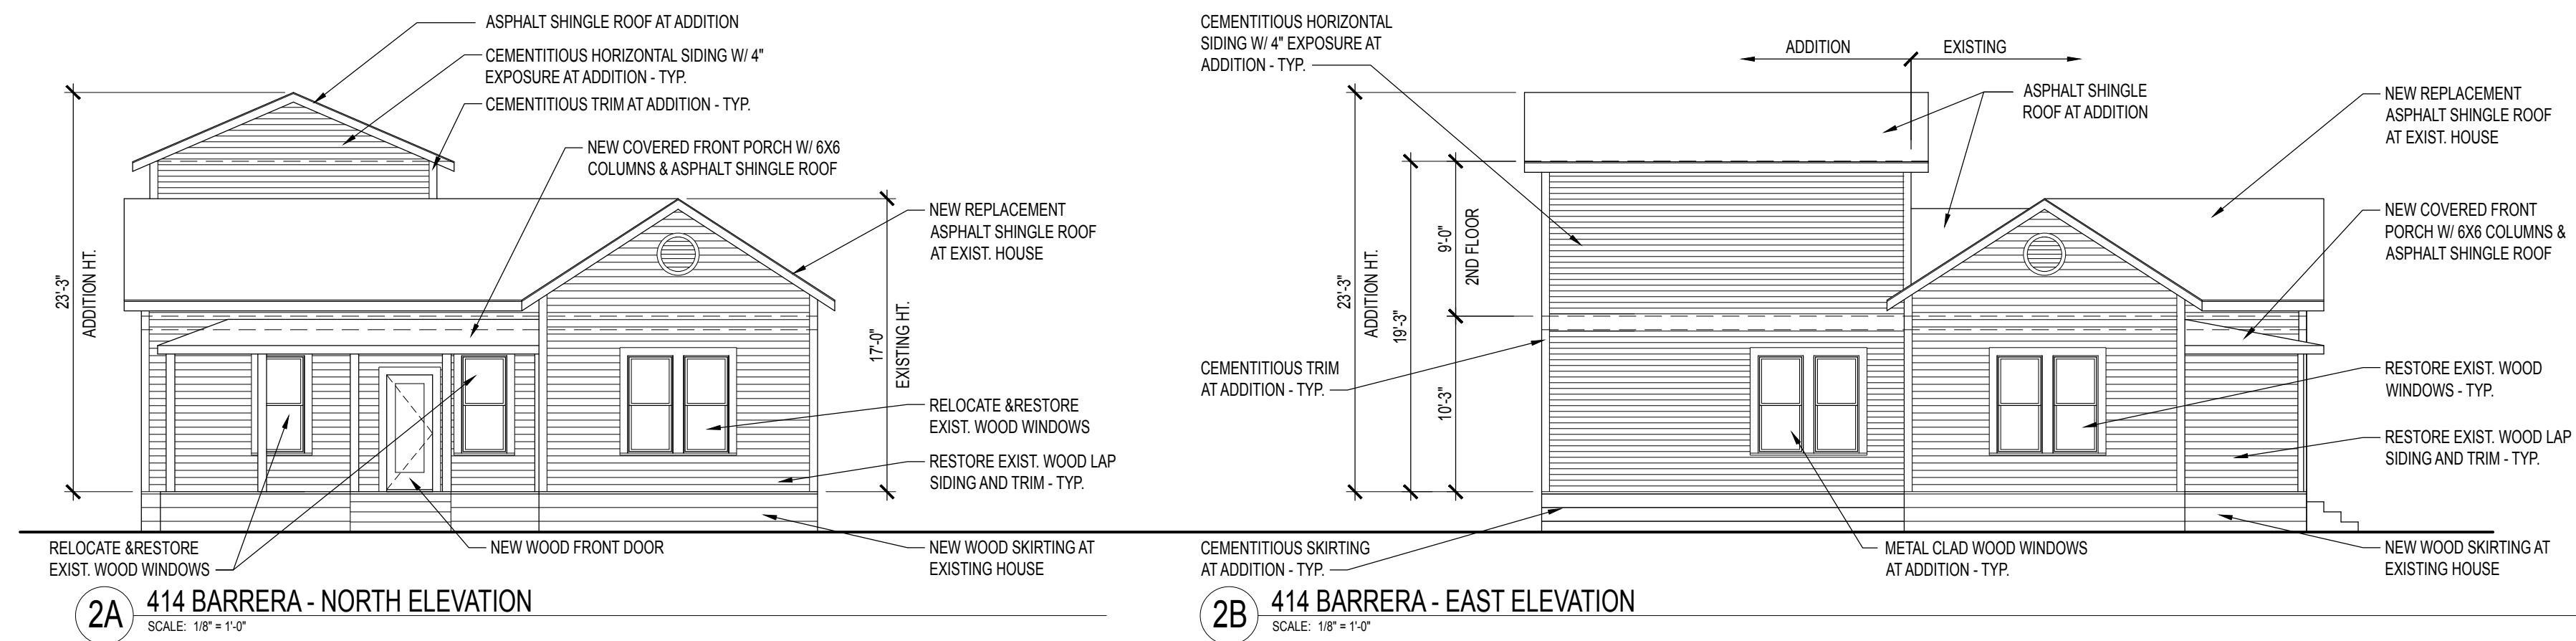 ASPHALT SHINGLE ROOF AT ADDITION
CEMENTITIOUS HORIZONTAL SIDING W/ 4"
EXPOSURE AT ADDITION - TYP.
CEMENTITIOUS TRIM AT ADDITION - TYP.
NEW COVERED FRONT PORCH W/ 6X6
COLUMNS & ASPHALT SHINGLE ROOF
NEW REPLACEMENT
ASPHALT SHINGLE ROOF
AT EXIST. HOUSE
23'-3"
ADDITION HT.
17'-0"
EXISTING HT.
RELOCATE &RESTORE
EXIST. WOOD WINDOWS
RESTORE EXIST. WOOD LAP
SIDING AND TRIM - TYP.
RELOCATE &RESTORE
EXIST. WOOD WINDOWS
NEW WOOD FRONT DOOR
NEW WOOD SKIRTING AT
EXISTING HOUSE
2A
414 BARRERA - NORTH ELEVATION
SCALE: 1/8" = 1'-0"
CEMENTITIOUS HORIZONTAL
SIDING W/ 4" EXPOSURE AT
ADDITION - TYP.
ADDITION
EXISTING
ASPHALT SHINGLE
ROOF AT ADDITION
NEW REPLACEMENT
ASPHALT SHINGLE ROOF
AT EXIST. HOUSE
NEW COVERED FRONT
PORCH W/ 6X6 COLUMNS &
ASPHALT SHINGLE ROOF
23'-3"
ADDITION HT.
19'-3"
9'-0"
2ND FLOOR
10'-3"
CEMENTITIOUS TRIM
AT ADDITION - TYP.
RESTORE EXIST. WOOD
WINDOWS - TYP.
RESTORE EXIST. WOOD LAP
SIDING AND TRIM - TYP.
CEMENTITIOUS SKIRTING
AT ADDITION - TYP.
METAL CLAD WOOD WINDOWS
AT ADDITION - TYP.
NEW WOOD SKIRTING AT
EXISTING HOUSE
2B
414 BARRERA - EAST ELEVATION
SCALE: 1/8" = 1'-0"